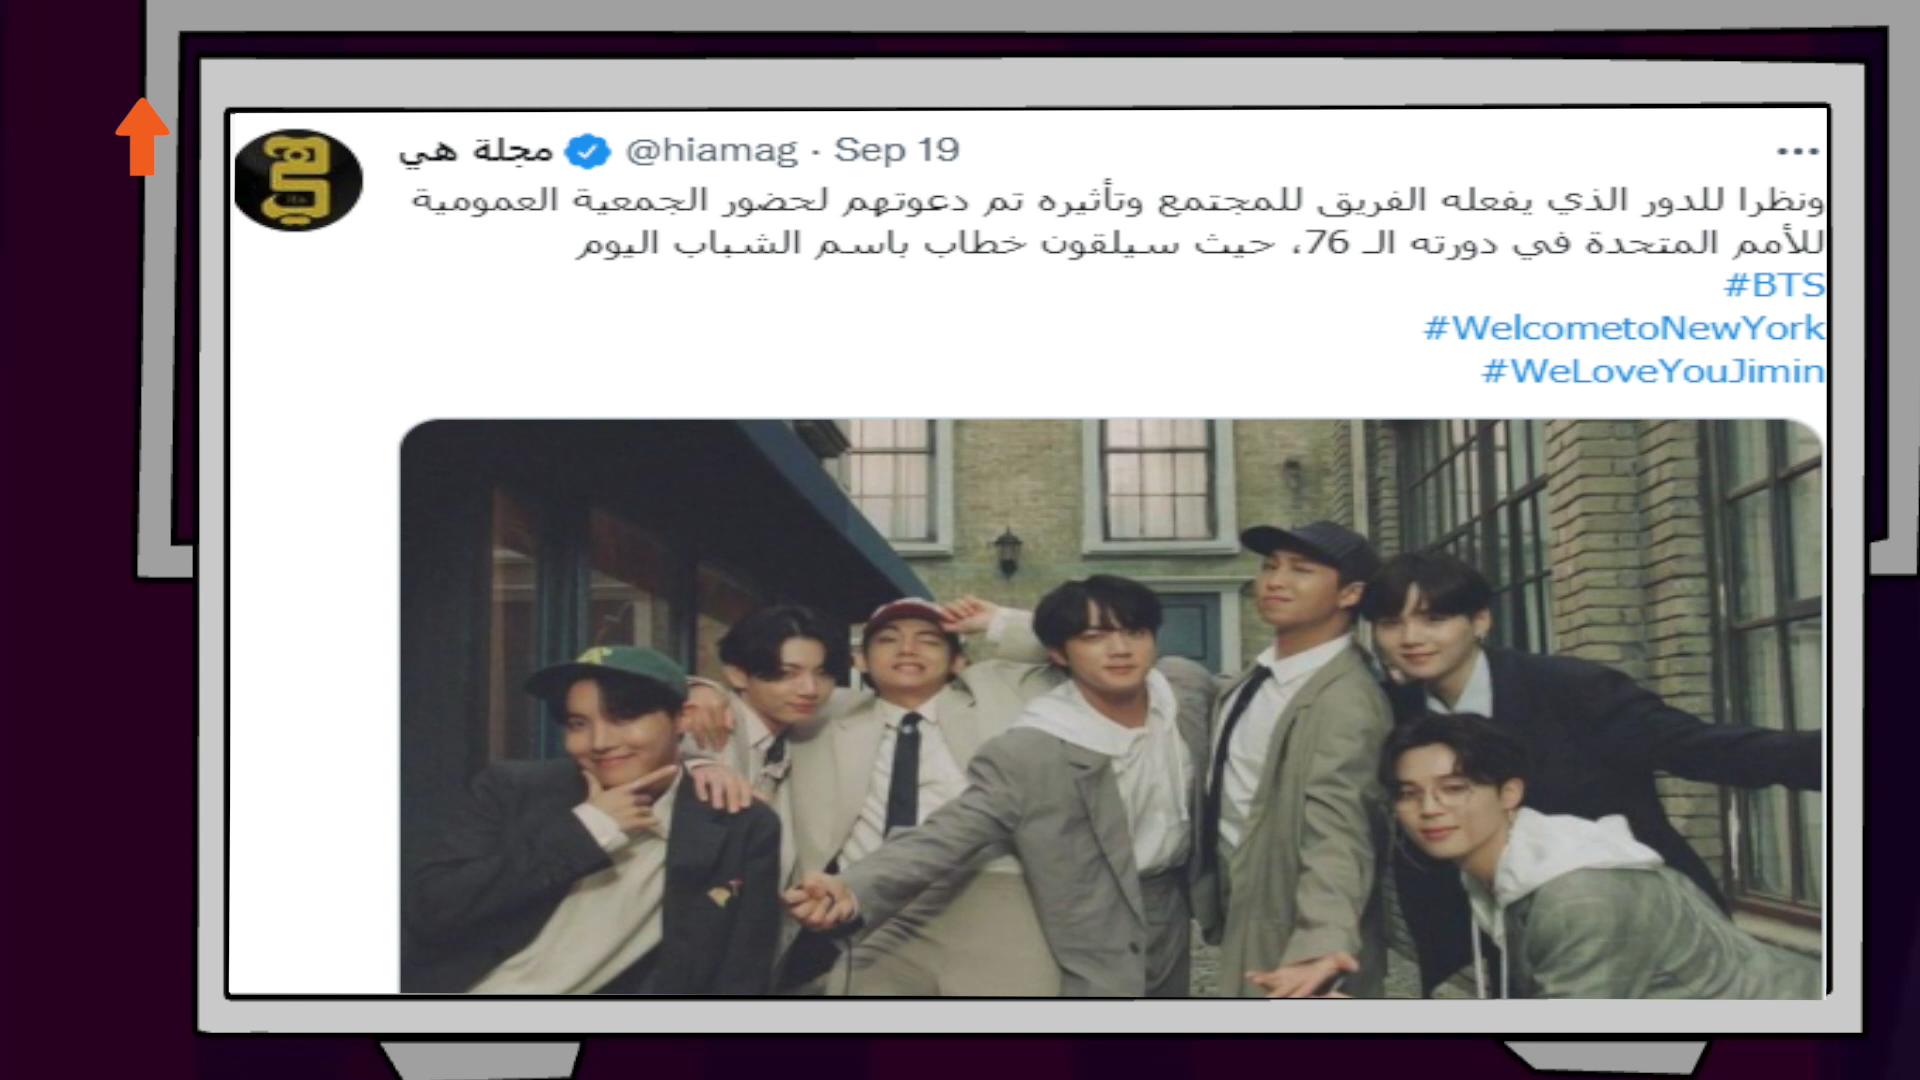 مجلة هي @hiamag · Sep 19
ونظرا للدور الذي يفعله الفريق للمجتمع وتأثيره تم دعوتهم لحضور الجمعية العمومية
للأمم المتحدة في دورته الـ 76، حيث سيلقون خطاب باسم الشباب اليوم
#BTS
#WelcometoNewYork
#WeLoveYouJimin